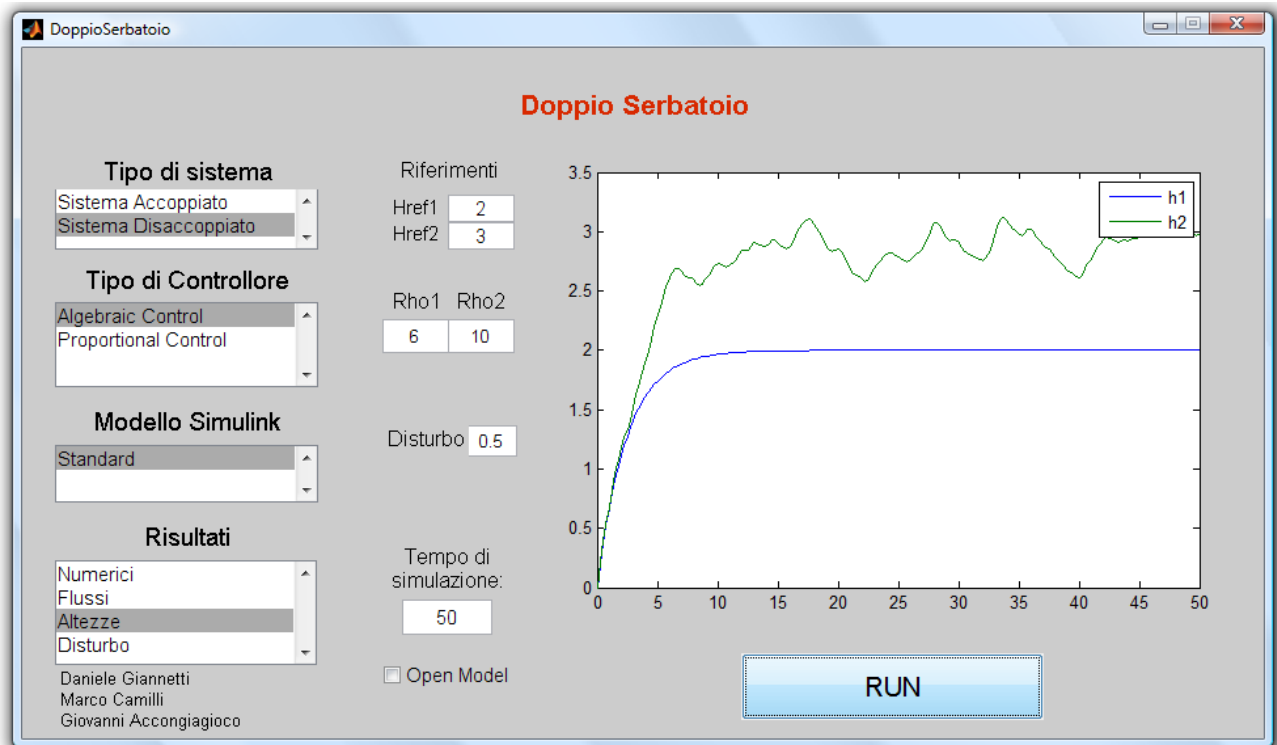 DoppioSerbatoio
Doppio Serbatoio
Tipo di sistema
Sistema Accoppiato
Sistema Disaccoppiato
Tipo di Controllore
Algebraic Control
Proportional Control
Modello Simulink
Standard
Risultati
Numerici
Flussi
Altezze
Disturbo
Daniele Giannetti
Marco Camilli
Giovanni Accongiagioco
Riferimenti
Href1 2
Href2 3
Rho1 Rho2
6 10
Disturbo 0.5
Tempo di
simulazione:
50
Open Model
3.5
3
2.5
2
1.5
1
0.5
0
0 5 10 15 20 25 30 35 40 45 50
h1
h2
RUN